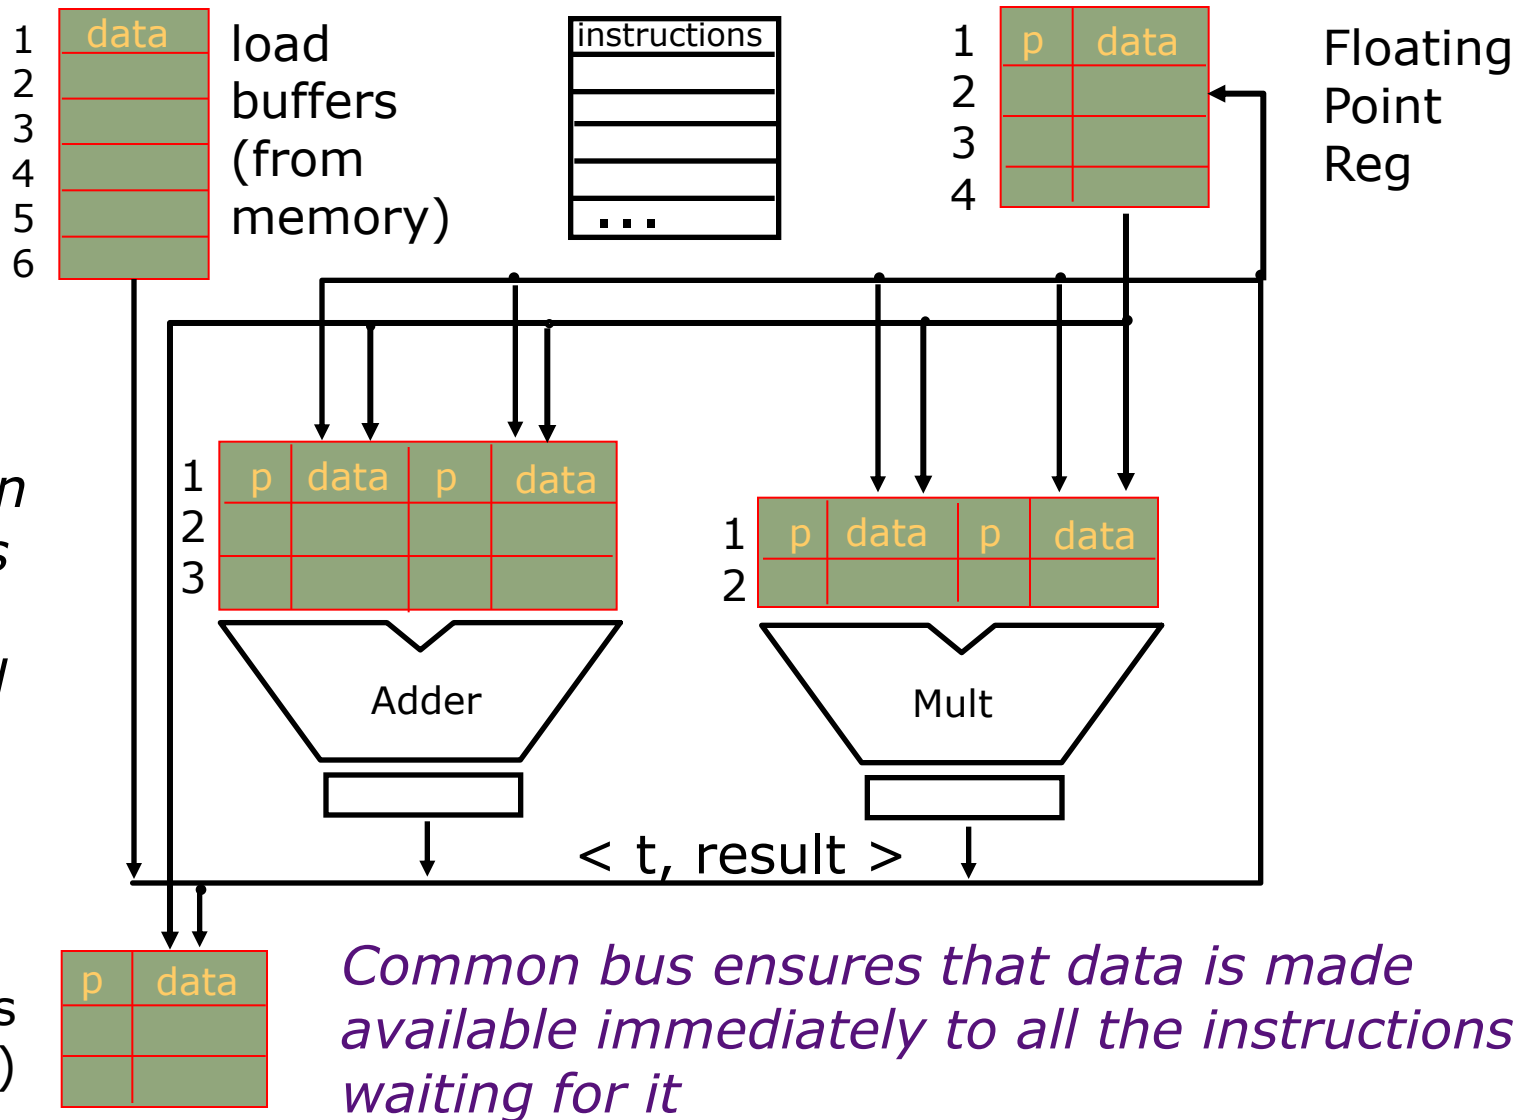 1
2
3
4
5
6
data
load
buffers
(from
memory)
instructions
...
1
2
3
4
p data
Floating
Point
Reg
1
2
3
p data p data
1
2
p data p data
Adder
Mult
< t, result >
p data
Common bus ensures that data is made
available immediately to all the instructions
waiting for it